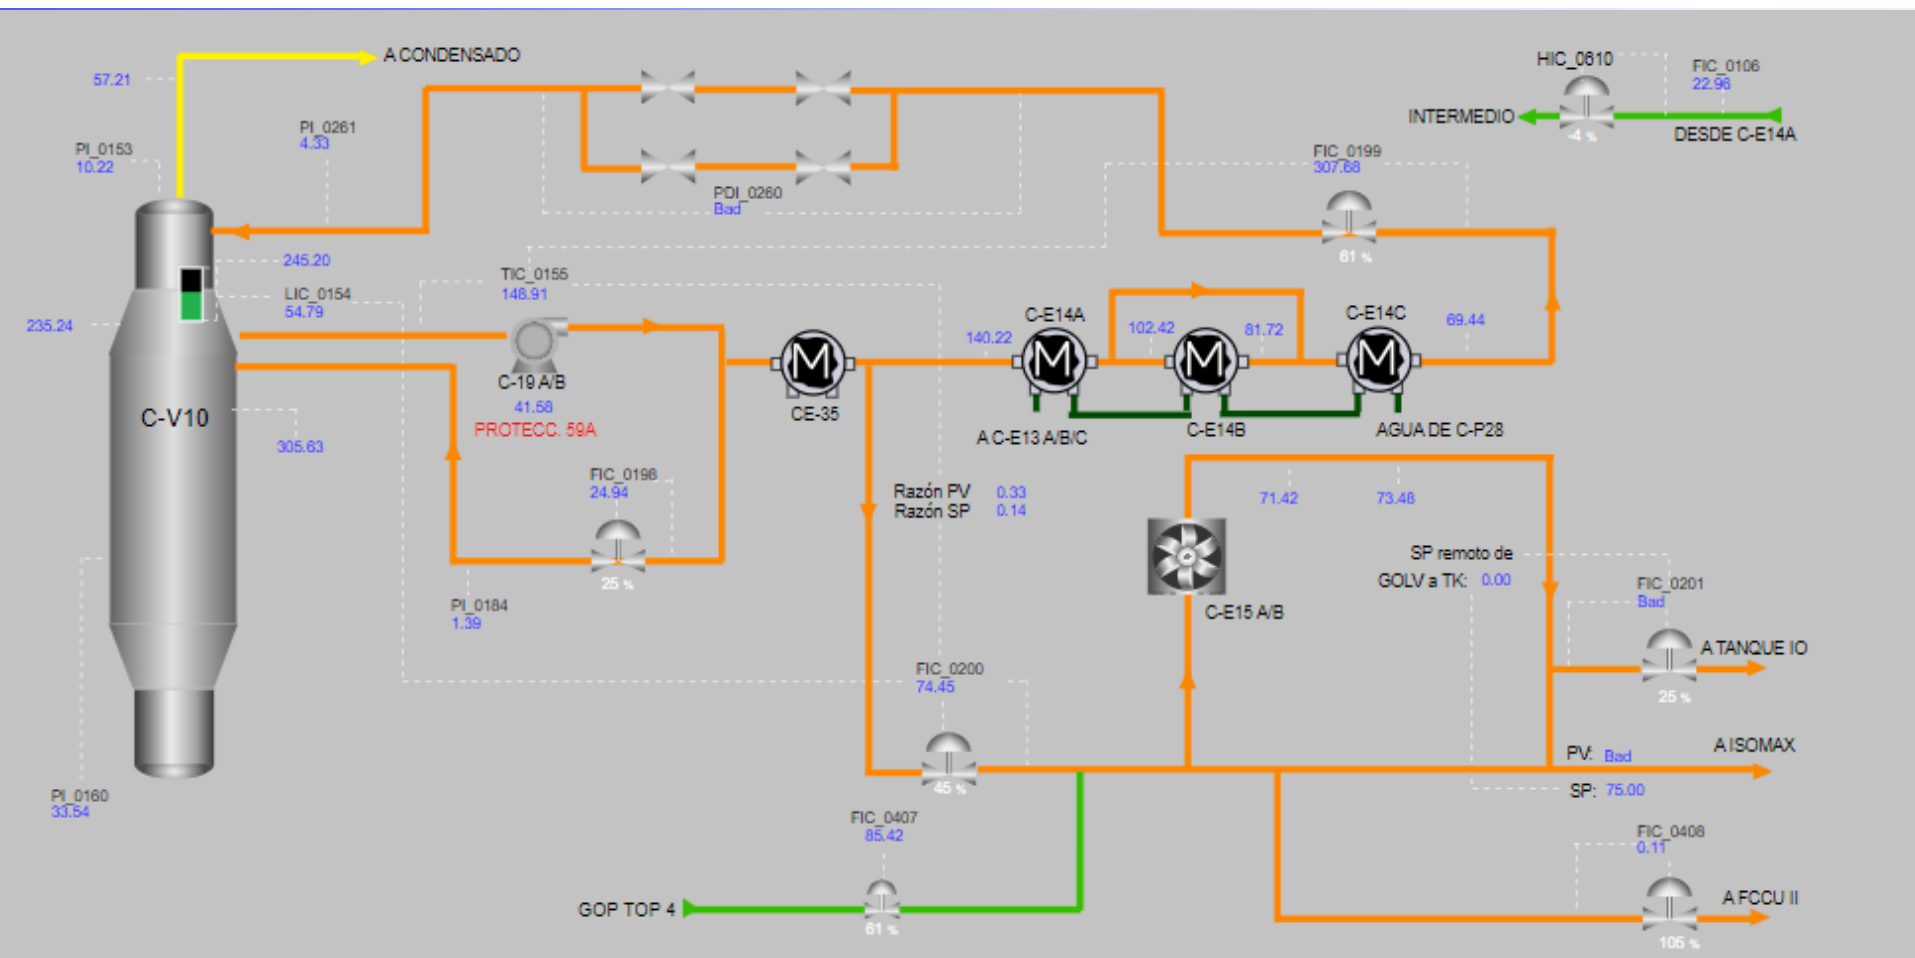 A CONDENSADO
57.21
HIC_0610
FIC_0106
22.96
INTERMEDIO
-4 %
DESDE C-E14A
PI_0261
4.33
PI_0153
10.22
FIC_0199
307.68
PDI_0260
Bad
61 %
245.20
TIC_0155
148.91
LIC_0154
54.79
235.24
C-E14A
C-E14C
140.22
102.42
81.72
69.44
M
M
M
M
C-19 A/B
41.58
PROTECC. 59A
CE-35
A C-E13 A/B/C
C-E14B
AGUA DE C-P28
C-V10
305.63
FIC_0196
24.94
25 %
Razón PV 0.33
Razón SP 0.14
71.42
73.48
SP remoto de
GOLV a TK: 0.00
FIC_0201
Bad
PI_0184
1.39
C-E15 A/B
A TANQUE IO
25 %
FIC_0200
74.45
45 %
PV: Bad
A ISOMAX
SP: 75.00
PI_0160
33.54
FIC_0407
85.42
FIC_0408
0.11
GOP TOP 4
61 %
A FCCU II
105 %